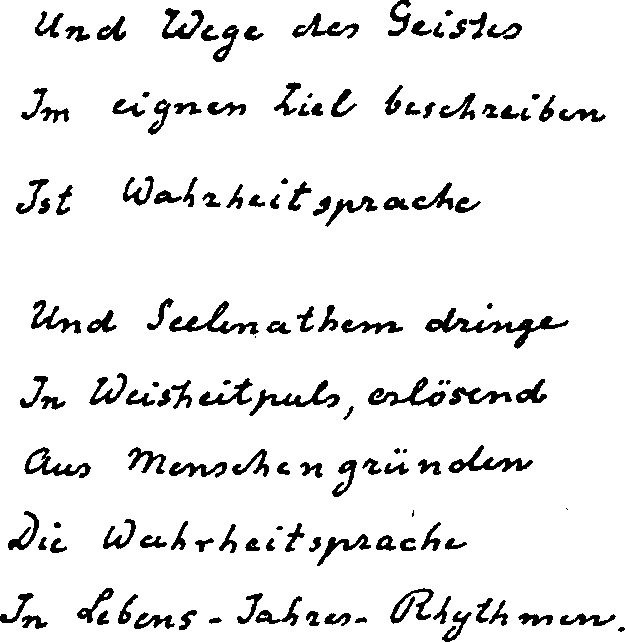 Und Wege des Geistes
Im eignen Ziel beschreiben
Ist Wahrheitsprache
Und Seelenathem dringe
In Weisheitpuls, erlösend
Aus Menschengründen
Die Wahrheitsprache
In Lebens-Jahres-Rhythmen.